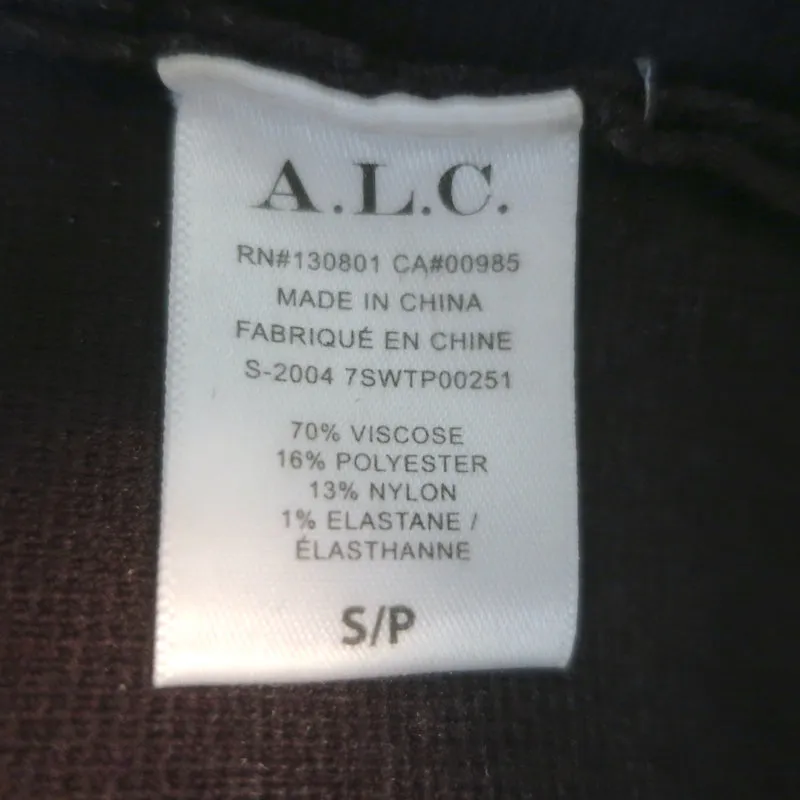 A.L.C.
RN#130801 CA#00985
MADE IN CHINA
FABRIQUÉ EN CHINE
S-2004 7SWTP00251
70% VISCOSE
16% POLYESTER
13% NYLON
1% ELASTANE /
ÉLASTHANNE
S/P